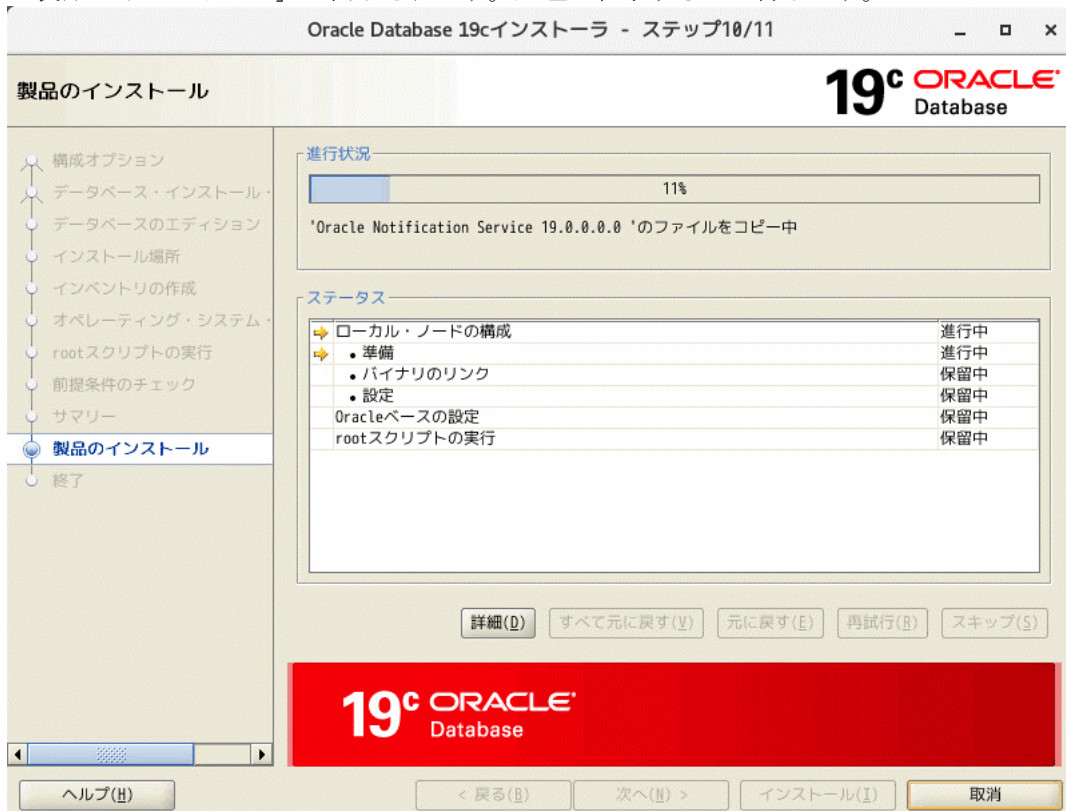 Oracle Database 19cインストーラ - ステップ10/11
製品のインストール
19c ORACLE
Database
構成オプション
データベース・インストール・
データベースのエディション
インストール場所
インベントリの作成
オペレーティング・システム・
rootスクリプトの実行
前提条件のチェック
サマリー
製品のインストール
終了
進行状況
11%
'Oracle Notification Service 19.0.0.0.0 'のファイルをコピー中
ステータス
ローカル・ノードの構成 進行中
• 準備 進行中
• バイナリのリンク 保留中
• 設定 保留中
Oracleベースの設定 保留中
rootスクリプトの実行 保留中
詳細(D) すべて元に戻す(V) 元に戻す(E) 再試行(R) スキップ(S)
19c ORACLE
Database
ヘルプ(H) < 戻る(B) 次へ(N) > インストール(I) 取消